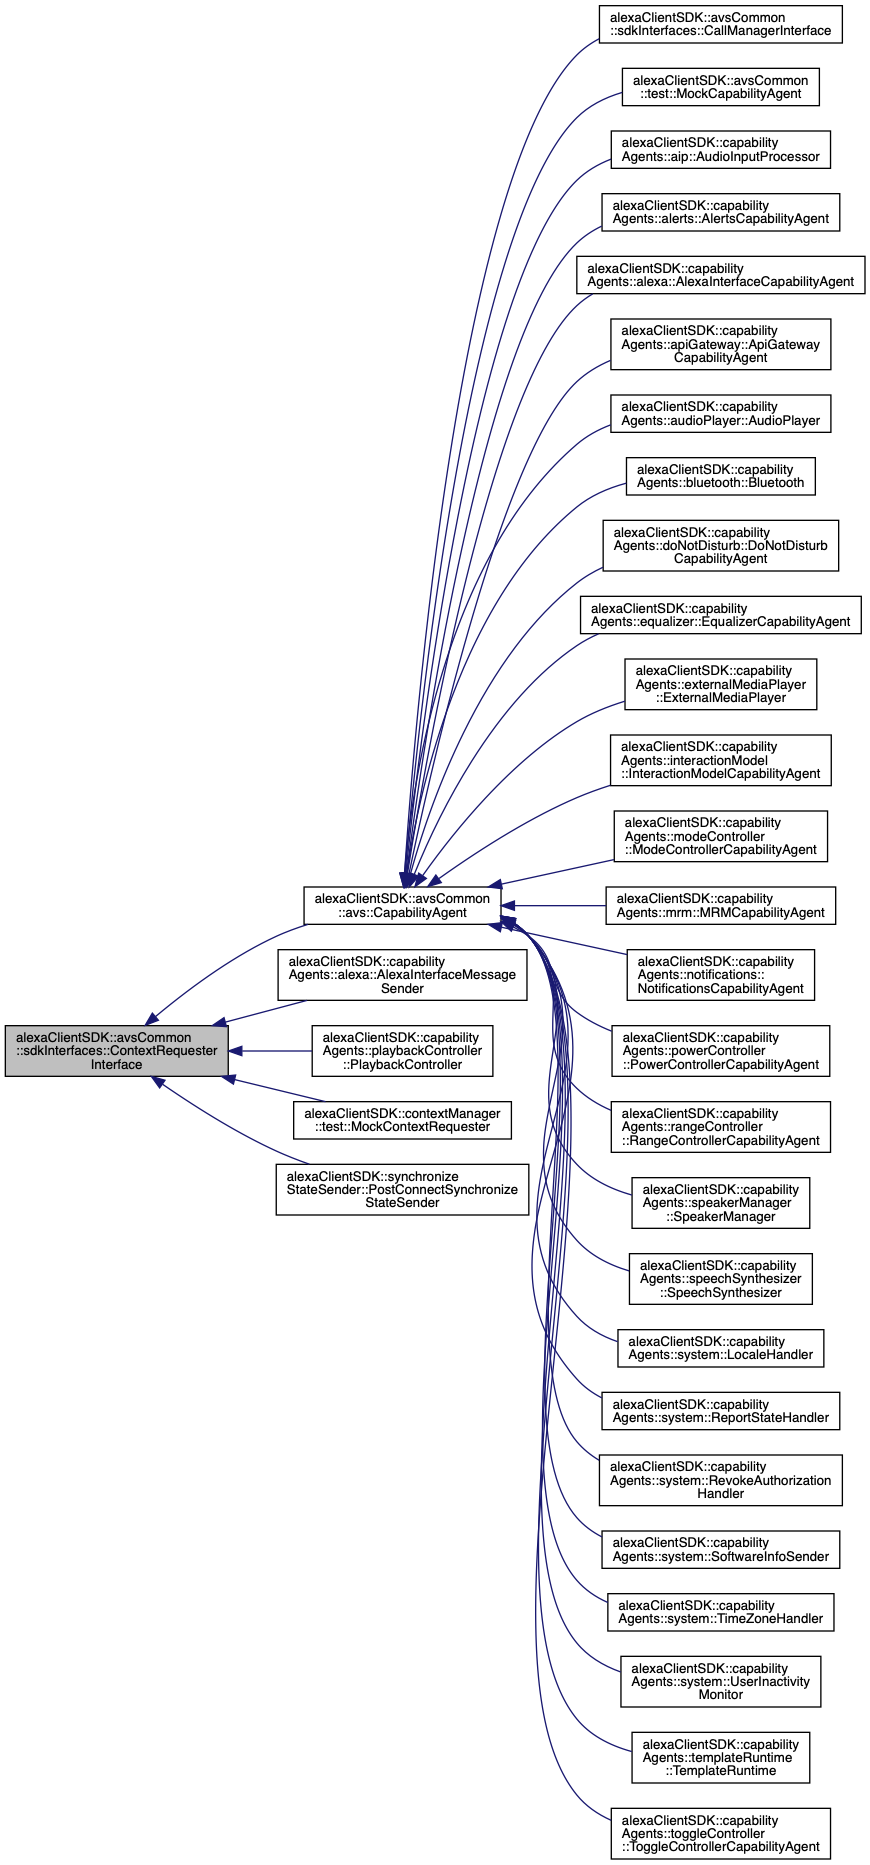 alexaClientSDK::avsCommon
::sdkInterfaces::CallManagerInterface
alexaClientSDK::avsCommon
::test::MockCapabilityAgent
alexaClientSDK::capability
Agents::aip::AudioInputProcessor
alexaClientSDK::capability
Agents::alerts::AlertsCapabilityAgent
alexaClientSDK::capability
Agents::alexa::AlexaInterfaceCapabilityAgent
alexaClientSDK::capability
Agents::apiGateway::ApiGateway
CapabilityAgent
alexaClientSDK::capability
Agents::audioPlayer::AudioPlayer
alexaClientSDK::capability
Agents::bluetooth::Bluetooth
alexaClientSDK::capability
Agents::doNotDisturb::DoNotDisturb
CapabilityAgent
alexaClientSDK::capability
Agents::equalizer::EqualizerCapabilityAgent
alexaClientSDK::capability
Agents::externalMediaPlayer
::ExternalMediaPlayer
alexaClientSDK::capability
Agents::interactionModel
::InteractionModelCapabilityAgent
alexaClientSDK::capability
Agents::modeController
::ModeControllerCapabilityAgent
alexaClientSDK::avsCommon
::avs::CapabilityAgent
alexaClientSDK::capability
Agents::mrm::MRMCapabilityAgent
alexaClientSDK::capability
Agents::alexa::AlexaInterfaceMessage
Sender
alexaClientSDK::capability
Agents::notifications::
NotificationsCapabilityAgent
alexaClientSDK::avsCommon
::sdkInterfaces::ContextRequester
Interface
alexaClientSDK::capability
Agents::playbackController
::PlaybackController
alexaClientSDK::capability
Agents::powerController
::PowerControllerCapabilityAgent
alexaClientSDK::contextManager
::test::MockContextRequester
alexaClientSDK::capability
Agents::rangeController
::RangeControllerCapabilityAgent
alexaClientSDK::synchronize
StateSender::PostConnectSynchronize
StateSender
alexaClientSDK::capability
Agents::speakerManager
::SpeakerManager
alexaClientSDK::capability
Agents::speechSynthesizer
::SpeechSynthesizer
alexaClientSDK::capability
Agents::system::LocaleHandler
alexaClientSDK::capability
Agents::system::ReportStateHandler
alexaClientSDK::capability
Agents::system::RevokeAuthorization
Handler
alexaClientSDK::capability
Agents::system::SoftwareInfoSender
alexaClientSDK::capability
Agents::system::TimeZoneHandler
alexaClientSDK::capability
Agents::system::UserInactivity
Monitor
alexaClientSDK::capability
Agents::templateRuntime
::TemplateRuntime
alexaClientSDK::capability
Agents::toggleController
::ToggleControllerCapabilityAgent